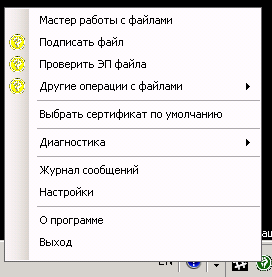 Мастер работы с файлами
Подписать файл
Проверить ЭП файла
Другие операции с файлами
Выбрать сертификат по умолчанию
Диагностика
Журнал сообщений
Настройки
О программе
Выход
EN